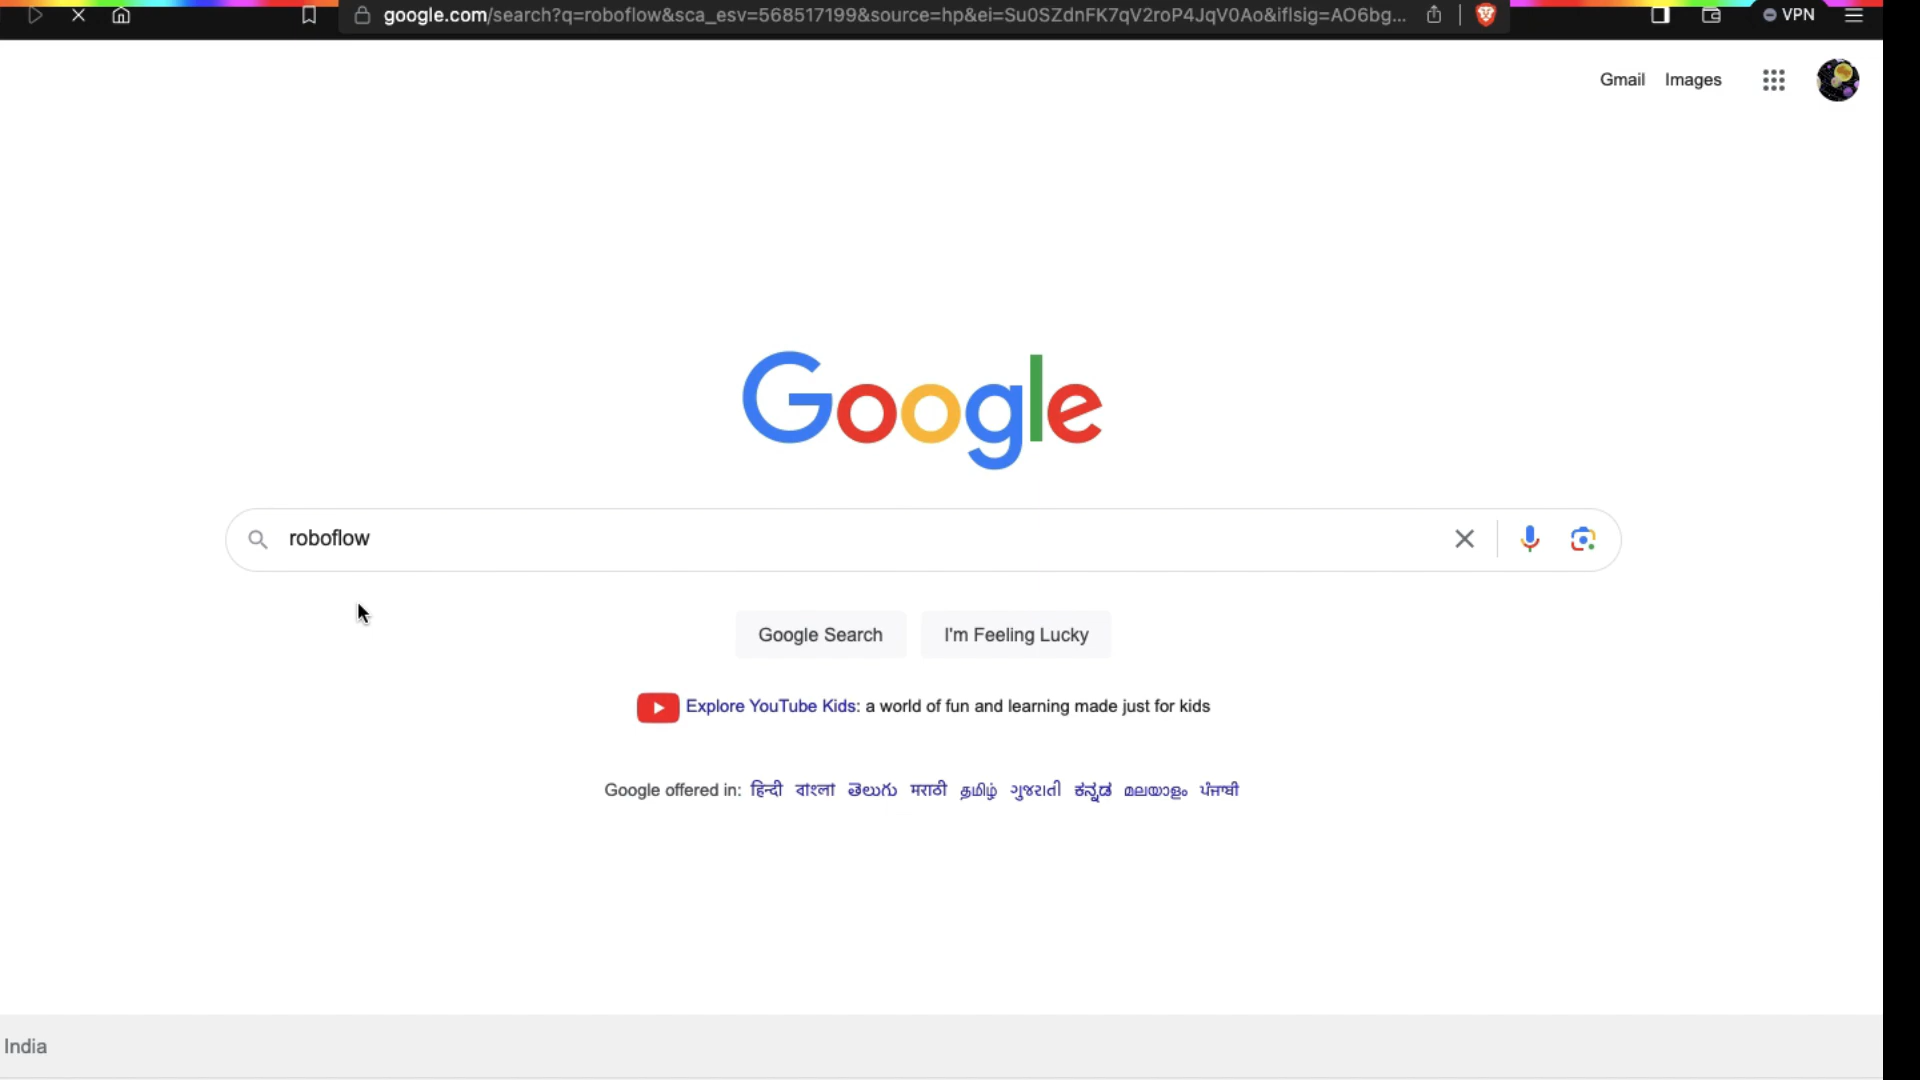 google.com/search?q=roboflow&sca_esv=568517199&source=hp&ei=Su0SZdnFK7qV2roP4JqV0Ao&iflsig=AO6bg...
VPN
Gmail Images
Google
roboflow
Google Search I'm Feeling Lucky
Explore YouTube Kids: a world of fun and learning made just for kids
Google offered in: हिन्दी বাংলা తెలుగు मराठी தமிழ் ગુજરાતી ಕನ್ನಡ മലയാളം ਪੰਜਾਬੀ
India